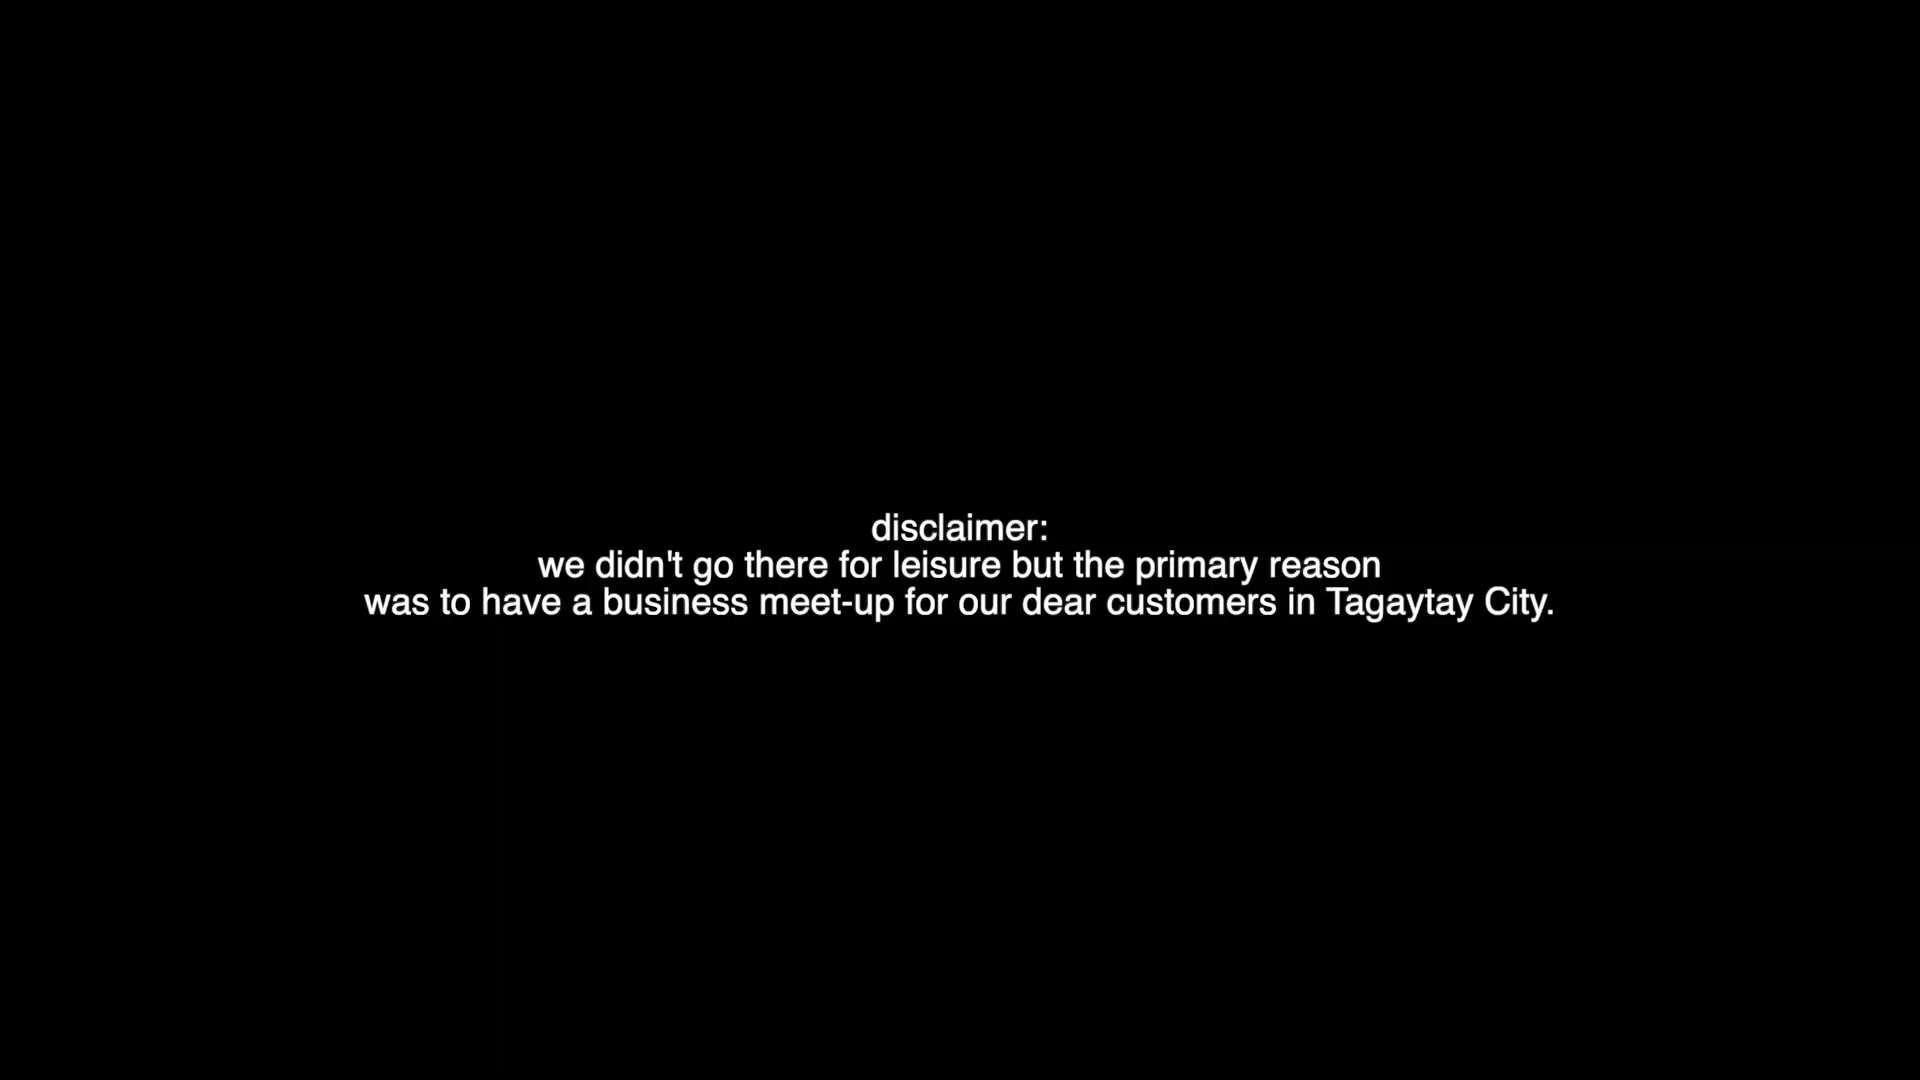 disclaimer:
we didn't go there for leisure but the primary reason
was to have a business meet-up for our dear customers in Tagaytay City.